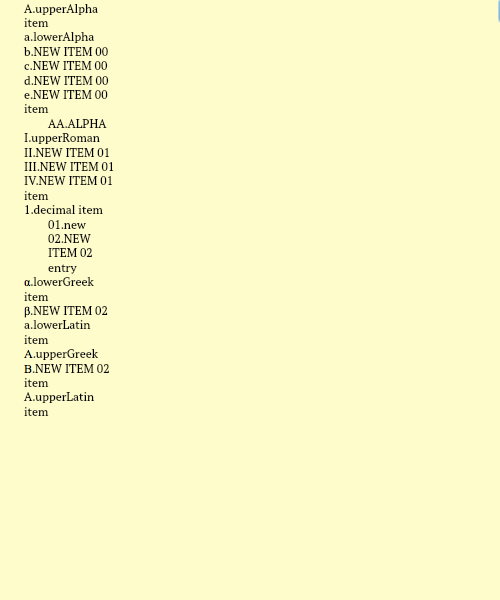 A.upperAlpha
item
a.lowerAlpha
b.NEW ITEM 00
c.NEW ITEM 00
d.NEW ITEM 00
e.NEW ITEM 00
item
AA.ALPHA
I.upperRoman
II.NEW ITEM 01
III.NEW ITEM 01
IV.NEW ITEM 01
item
1.decimal item
01.new
02.NEW
ITEM 02
entry
α.lowerGreek
item
β.NEW ITEM 02
a.lowerLatin
item
Α.upperGreek
Β.NEW ITEM 02
item
A.upperLatin
item